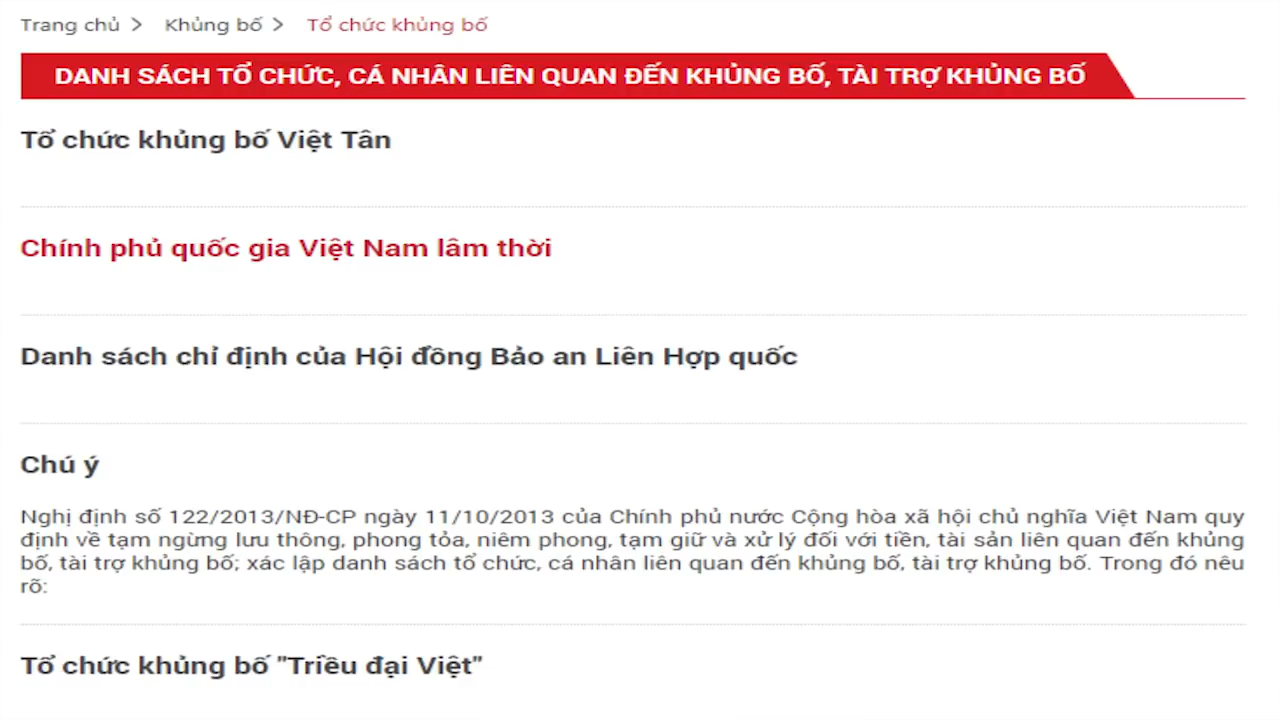 Trang chủ > Khủng bố > Tổ chức khủng bố
DANH SÁCH TỔ CHỨC, CÁ NHÂN LIÊN QUAN ĐẾN KHỦNG BỐ, TÀI TRỢ KHỦNG BỐ
Tổ chức khủng bố Việt Tân
Chính phủ quốc gia Việt Nam lâm thời
Danh sách chỉ định của Hội đồng Bảo an Liên Hợp quốc
Chú ý
Nghị định số 122/2013/NĐ-CP ngày 11/10/2013 của Chính phủ nước Cộng hòa xã hội chủ nghĩa Việt Nam quy
định về tạm ngừng lưu thông, phong tỏa, niêm phong, tạm giữ và xử lý đối với tiền, tài sản liên quan đến khủng
bố, tài trợ khủng bố; xác lập danh sách tổ chức, cá nhân liên quan đến khủng bố, tài trợ khủng bố. Trong đó nêu
rõ:
Tổ chức khủng bố "Triều đại Việt"